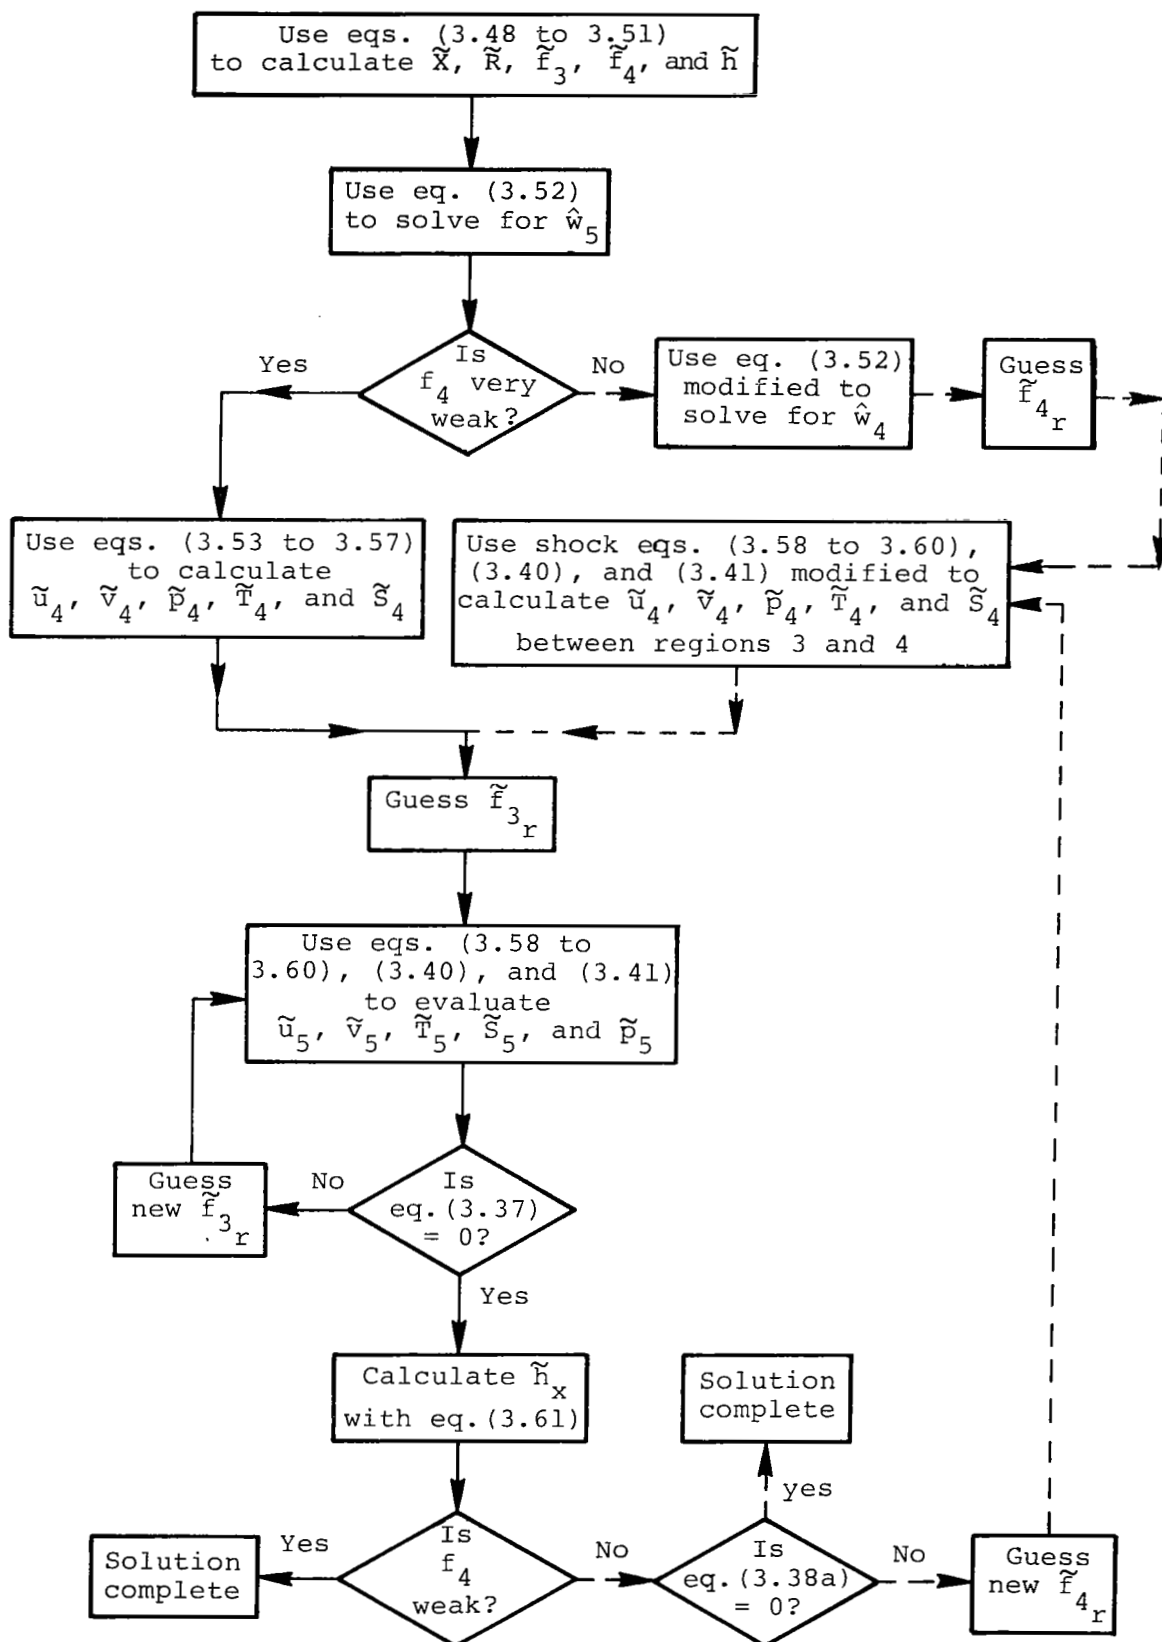 Use eqs. (3.48 to 3.51)
to calculate X̃, R̃, f̃₃, f̃₄, and h̃
Use eq. (3.52)
to solve for ŵ₅
Is
f₄ very
weak?
Yes
No
Use eq. (3.52)
modified to
solve for ŵ₄
Guess
f̃₄ᵣ
Use eqs. (3.53 to 3.57)
to calculate
ũ₄, ṽ₄, p̃₄, T̃₄, and S̃₄
Use shock eqs. (3.58 to 3.60),
(3.40), and (3.41) modified to
calculate ũ₄, ṽ₄, p̃₄, T̃₄, and S̃₄
between regions 3 and 4
Guess f̃₃ᵣ
Use eqs. (3.58 to
3.60), (3.40), and (3.41)
to evaluate
ũ₅, ṽ₅, T̃₅, S̃₅, and p̃₅
Is
eq.(3.37)
= 0?
No
Guess
new f̃₃ᵣ
Yes
Calculate h̃ₓ
with eq.(3.61)
Solution
complete
yes
Is
f₄
weak?
Yes
Solution
complete
No
Is
eq.(3.38a)
= 0?
No
Guess
new f̃₄ᵣ